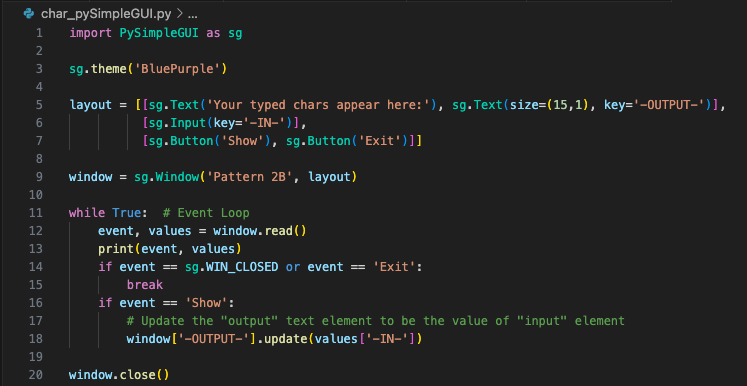 char_pySimpleGUI.py > ...
1 import PySimpleGUI as sg
2
3 sg.theme('BluePurple')
4
5 layout = [[sg.Text('Your typed chars appear here:'), sg.Text(size=(15,1), key='-OUTPUT-')],
6           [sg.Input(key='-IN-')],
7           [sg.Button('Show'), sg.Button('Exit')]]
8
9 window = sg.Window('Pattern 2B', layout)
10
11 while True:  # Event Loop
12     event, values = window.read()
13     print(event, values)
14     if event == sg.WIN_CLOSED or event == 'Exit':
15         break
16     if event == 'Show':
17         # Update the "output" text element to be the value of "input" element
18         window['-OUTPUT-'].update(values['-IN-'])
19
20 window.close()